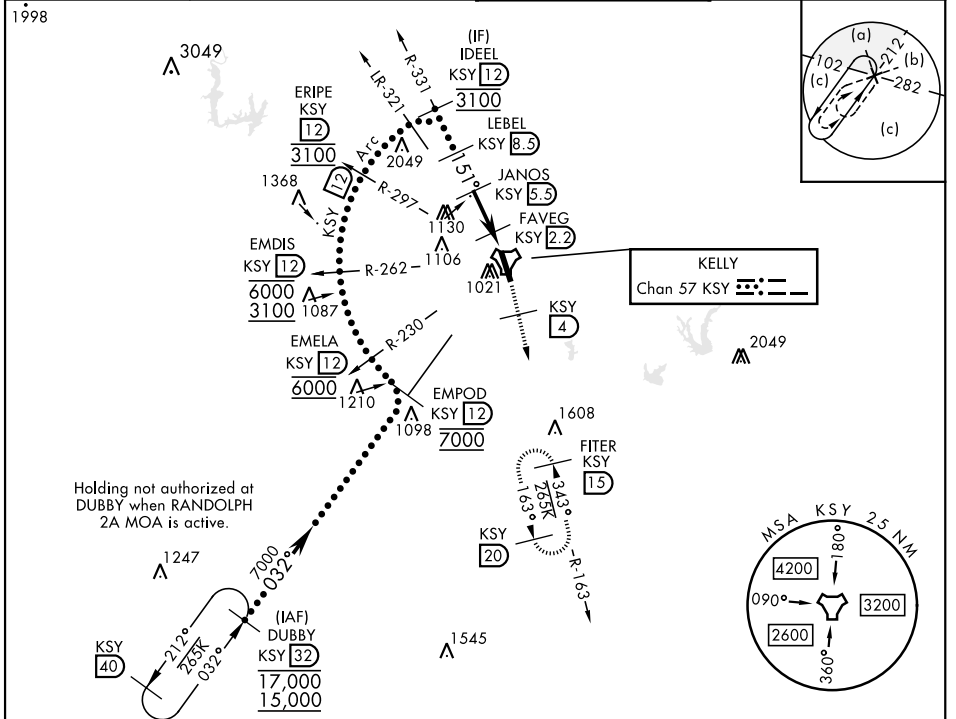 1998
3049
(IF)
IDEEL
KSY 12
3100
R-331
LR-321
ERIPE
KSY
12
3100
2049
LEBEL
KSY 8.5
151°
JANOS
KSY 5.5
FAVEG
KSY 2.2
KSY 12 Arc
R-297
1368
1130
1106
1021
EMDIS
KSY 12
6000
3100
R-262
1087
KSY
4
KELLY
Chan 57 KSY
2049
EMELA
KSY 12
6000
R-230
1210
EMPOD
KSY 12
7000
1098
1608
FITER
KSY
15
343°
265K
163°
KSY
20
R-163
Holding not authorized at
DUBBY when RANDOLPH
2A MOA is active.
1247
7000
032°
(IAF)
DUBBY
KSY 32
17,000
15,000
212°
265K
032°
KSY
40
1545
(a)
212
102
(b)
(c)
282
(c)
MSA KSY 25 NM
180°
4200
090°
3200
2600
360°